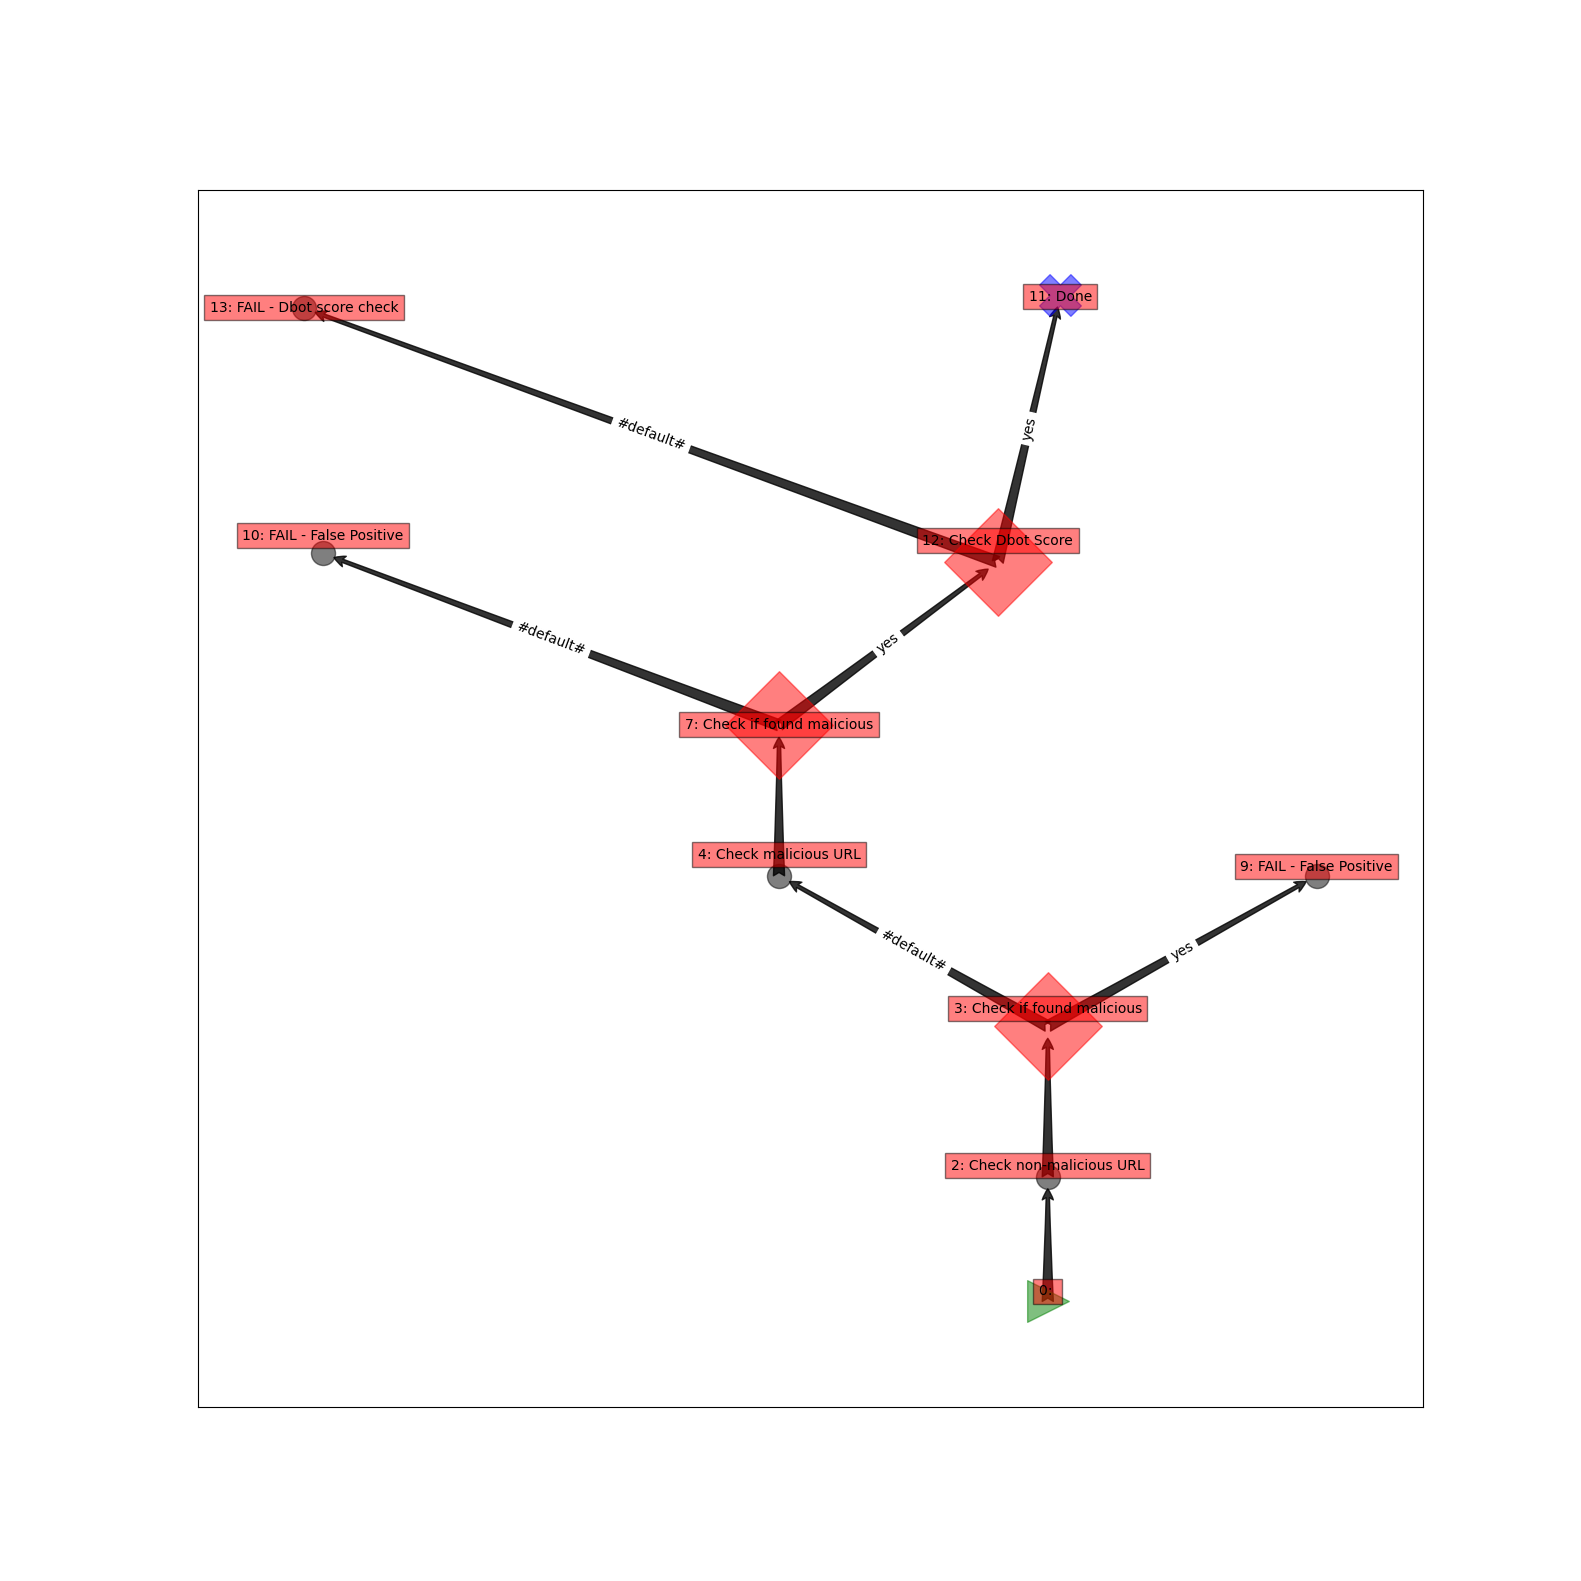 11: Done
13: FAIL - Dbot score check
yes
#default#
10: FAIL - False Positive
12: Check Dbot Score
#default#
yes
7: Check if found malicious
4: Check malicious URL
9: FAIL - False Positive
#default#
yes
3: Check if found malicious
2: Check non-malicious URL
0: